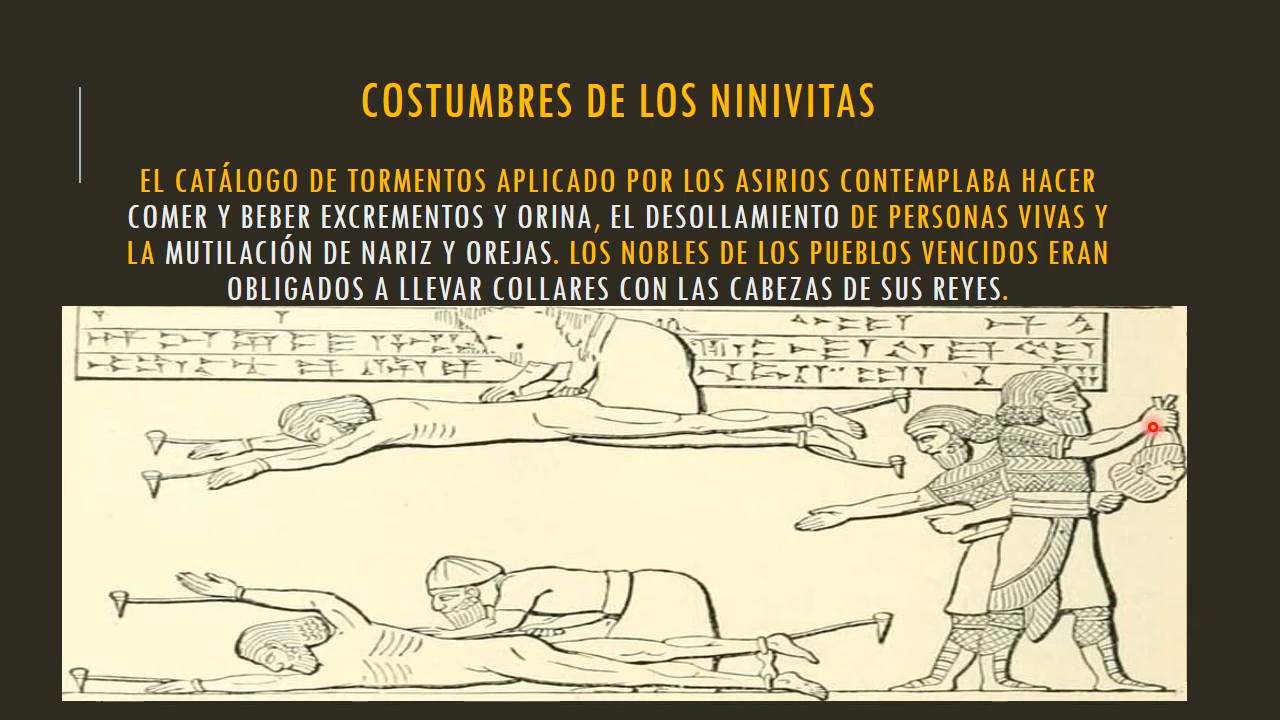 COSTUMBRES DE LOS NINIVITAS
EL CATÁLOGO DE TORMENTOS APLICADO POR LOS ASIRIOS CONTEMPLABA HACER
COMER Y BEBER EXCREMENTOS Y ORINA, EL DESOLLAMIENTO DE PERSONAS VIVAS Y
LA MUTILACIÓN DE NARIZ Y OREJAS. LOS NOBLES DE LOS PUEBLOS VENCIDOS ERAN
OBLIGADOS A LLEVAR COLLARES CON LAS CABEZAS DE SUS REYES.